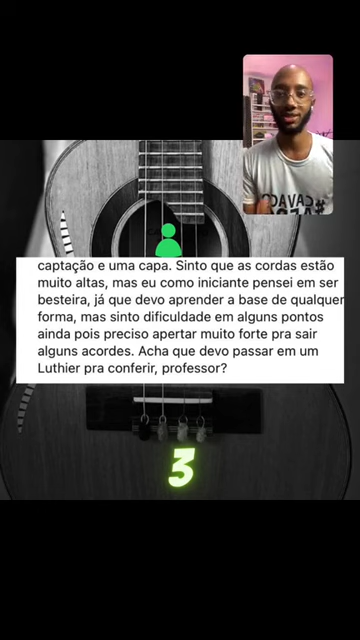 captação e uma capa. Sinto que as cordas estão
muito altas, mas eu como iniciante pensei em ser
besteira, já que devo aprender a base de qualquer
forma, mas sinto dificuldade em alguns pontos
ainda pois preciso apertar muito forte pra sair
alguns acordes. Acha que devo passar em um
Luthier pra conferir, professor?
3